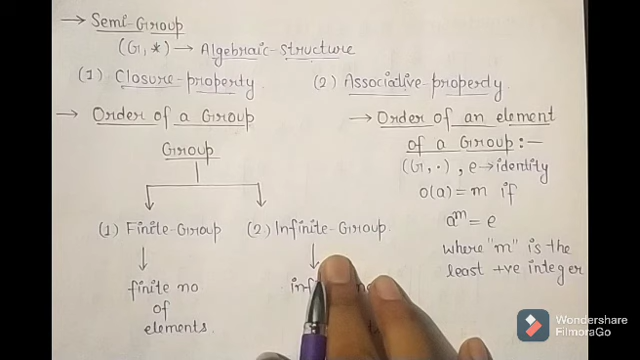 → Semi-Group
(G, *) → Algebraic-structure
(1) Closure-property
(2) Associative-property
→ Order of a Group
Group
(1) Finite-Group
(2) Infinite-Group
finite no
of
elements
→ Order of an element
of a Group :-
(G, ·), e → identity
o(a) = m if
aᵐ = e
where "m" is the
least +ve integer
Wondershare
FilmoraGo